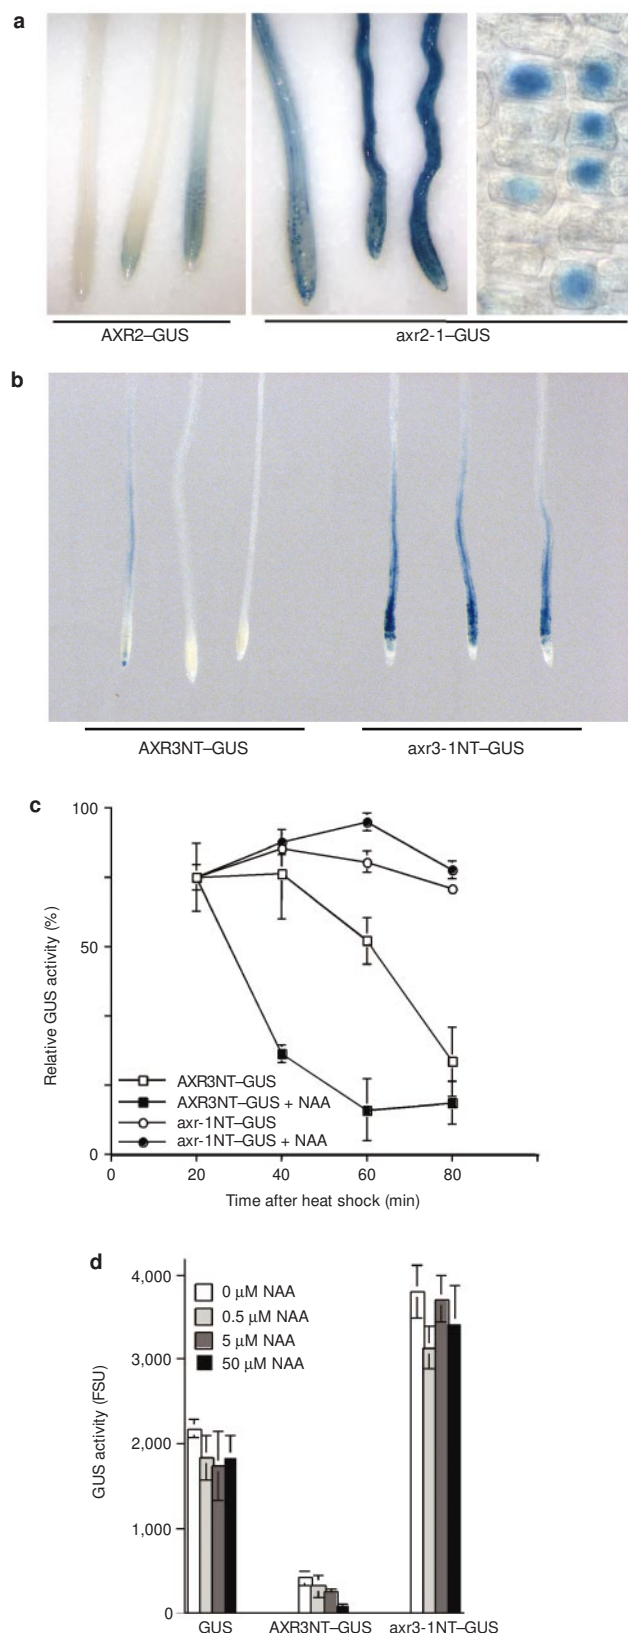 a
AXR2–GUS
axr2-1–GUS
b
AXR3NT–GUS
axr3-1NT–GUS
c
100
50
0
Relative GUS activity (%)
AXR3NT–GUS
AXR3NT–GUS + NAA
axr-1NT–GUS
axr-1NT–GUS + NAA
0 20 40 60 80
Time after heat shock (min)
d
4,000
3,000
2,000
1,000
0
GUS activity (FSU)
0 µM NAA
0.5 µM NAA
5 µM NAA
50 µM NAA
GUS AXR3NT–GUS axr3-1NT–GUS